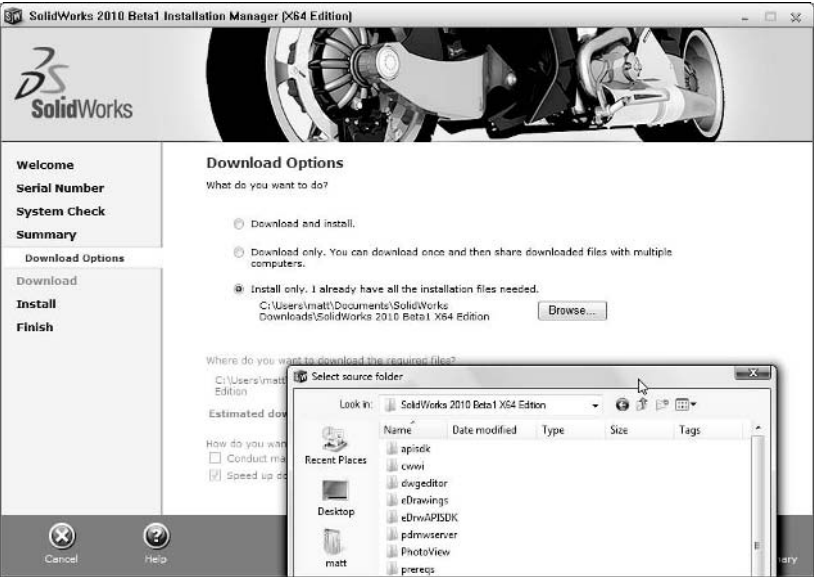 SolidWorks 2010 Beta1 Installation Manager (X64 Edition)
SolidWorks
Welcome
Serial Number
System Check
Summary
Download Options
Download
Install
Finish
Download Options
What do you want to do?
Download and install.
Download only. You can download once and then share downloaded files with multiple
computers.
Install only. I already have all the installation files needed.
C:\Users\matt\Documents\SolidWorks
Downloads\SolidWorks 2010 Beta1 X64 Edition
Browse...
Where do you want to download the required files?
C:\Users\matt
Edition
Estimated dow
How do you wan
Conduct ma
Speed up do
Select source folder
Look in:
SolidWorks 2010 Beta1 X64 Edition
Name Date modified Type Size Tags
Recent Places
Desktop
matt
apisdk
cwwi
dwgeditor
eDrawings
eDrwAPISDK
pdmwserver
PhotoView
prereqs
Cancel
Help